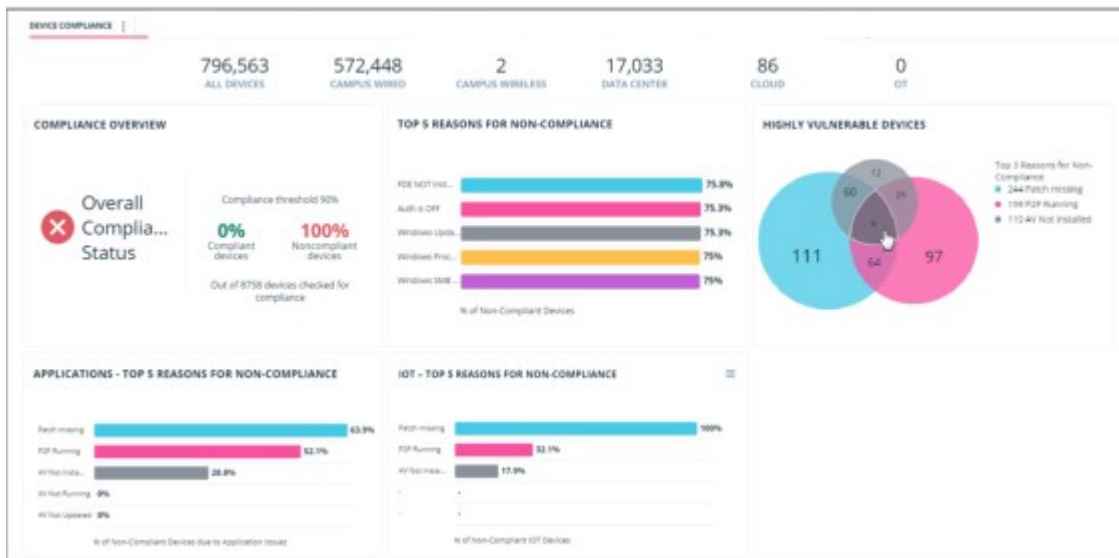 DEVICE COMPLIANCE
796,563 572,448 2 17,033 86 0
ALL DEVICES CAMPUS WIRED CAMPUS WIRELESS DATA CENTER CLOUD OT
COMPLIANCE OVERVIEW
Overall
Complia...
Status
Compliance threshold 90%
0% 100%
Compliant Noncompliant
devices devices
Out of 8758 devices checked for
compliance
TOP 5 REASONS FOR NON-COMPLIANCE
75.8%
Auth is OFF 75.3%
Windows Upda... 75.3%
Windows Proc... 75%
Windows SMB ... 75%
% of Non-Compliant Devices
HIGHLY VULNERABLE DEVICES
12
60 29
111 97
64
Top 3 Reasons for Non-
Compliance
244 Patch missing
199 P2P Running
110 AV Not Installed
APPLICATIONS - TOP 5 REASONS FOR NON-COMPLIANCE
Patch missing 63.9%
P2P Running 52.1%
AV Not Insta... 28.8%
AV Not Running 0%
AV Not Updated 0%
% of Non-Compliant Devices due to Application Issues
IOT - TOP 5 REASONS FOR NON-COMPLIANCE
Patch missing 100%
P2P Running 32.1%
AV Not Insta... 17.9%
- -
- -
% of Non-Compliant IOT Devices